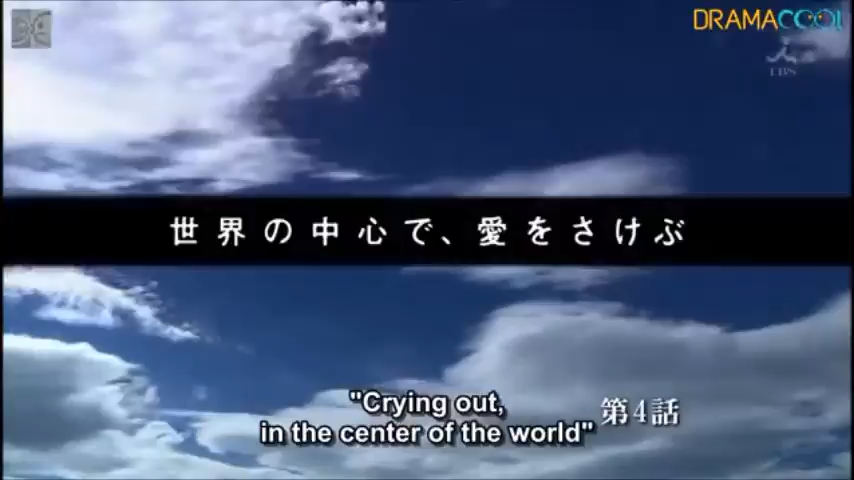 DRAMACOOL
TBS
世界の中心で、愛をさけぶ
"Crying out,
in the center of the world"
第4話